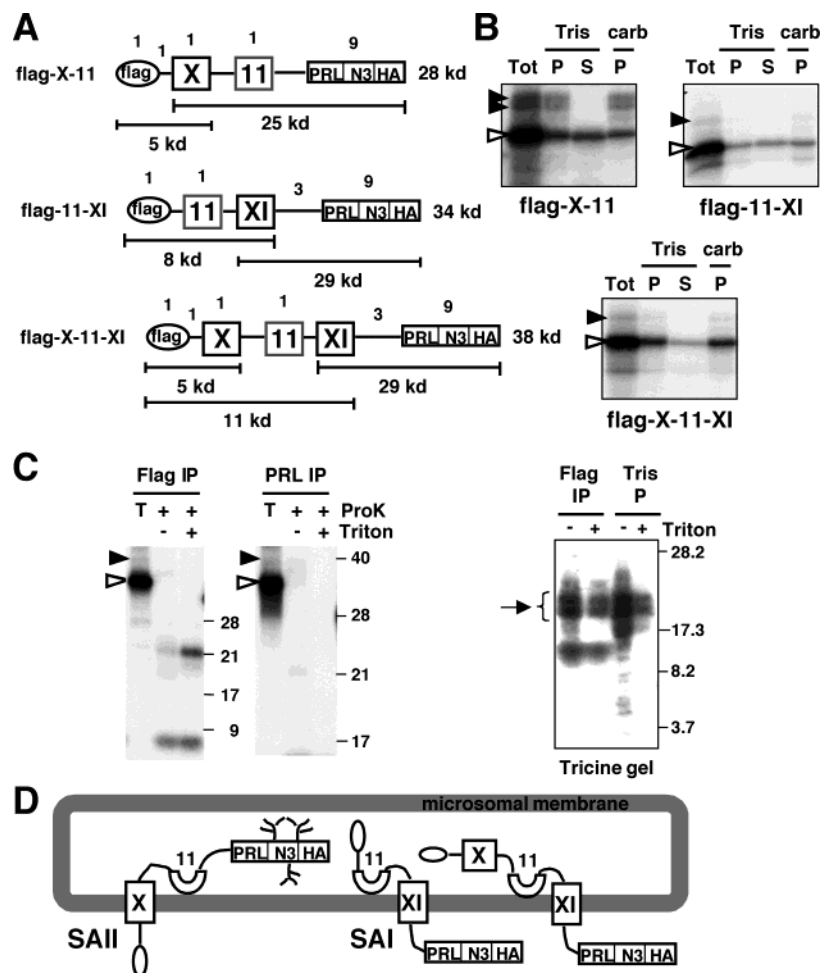 A
1 1 1 1 9
flag-X-11 flag X 11 PRL N3 HA 28 kd
25 kd
5 kd
1 1 3 9
flag-11-XI flag 11 XI PRL N3 HA 34 kd
8 kd
29 kd
1 1 1 1 3 9
flag-X-11-XI flag X 11 XI PRL N3 HA 38 kd
5 kd 29 kd
11 kd
B
Tris carb
Tot P S P
flag-X-11
Tris carb
Tot P S P
flag-11-XI
Tris carb
Tot P S P
flag-X-11-XI
C
Flag IP PRL IP
T + + T + + ProK
- + - + Triton
28
21
17
9
40
28
21
17
Flag IP Tris P
- + - + Triton
28.2
17.3
8.2
3.7
Tricine gel
D
microsomal membrane
X 11 PRL N3 HA
SAII
11 XI PRL N3 HA
SAI
X 11 XI PRL N3 HA